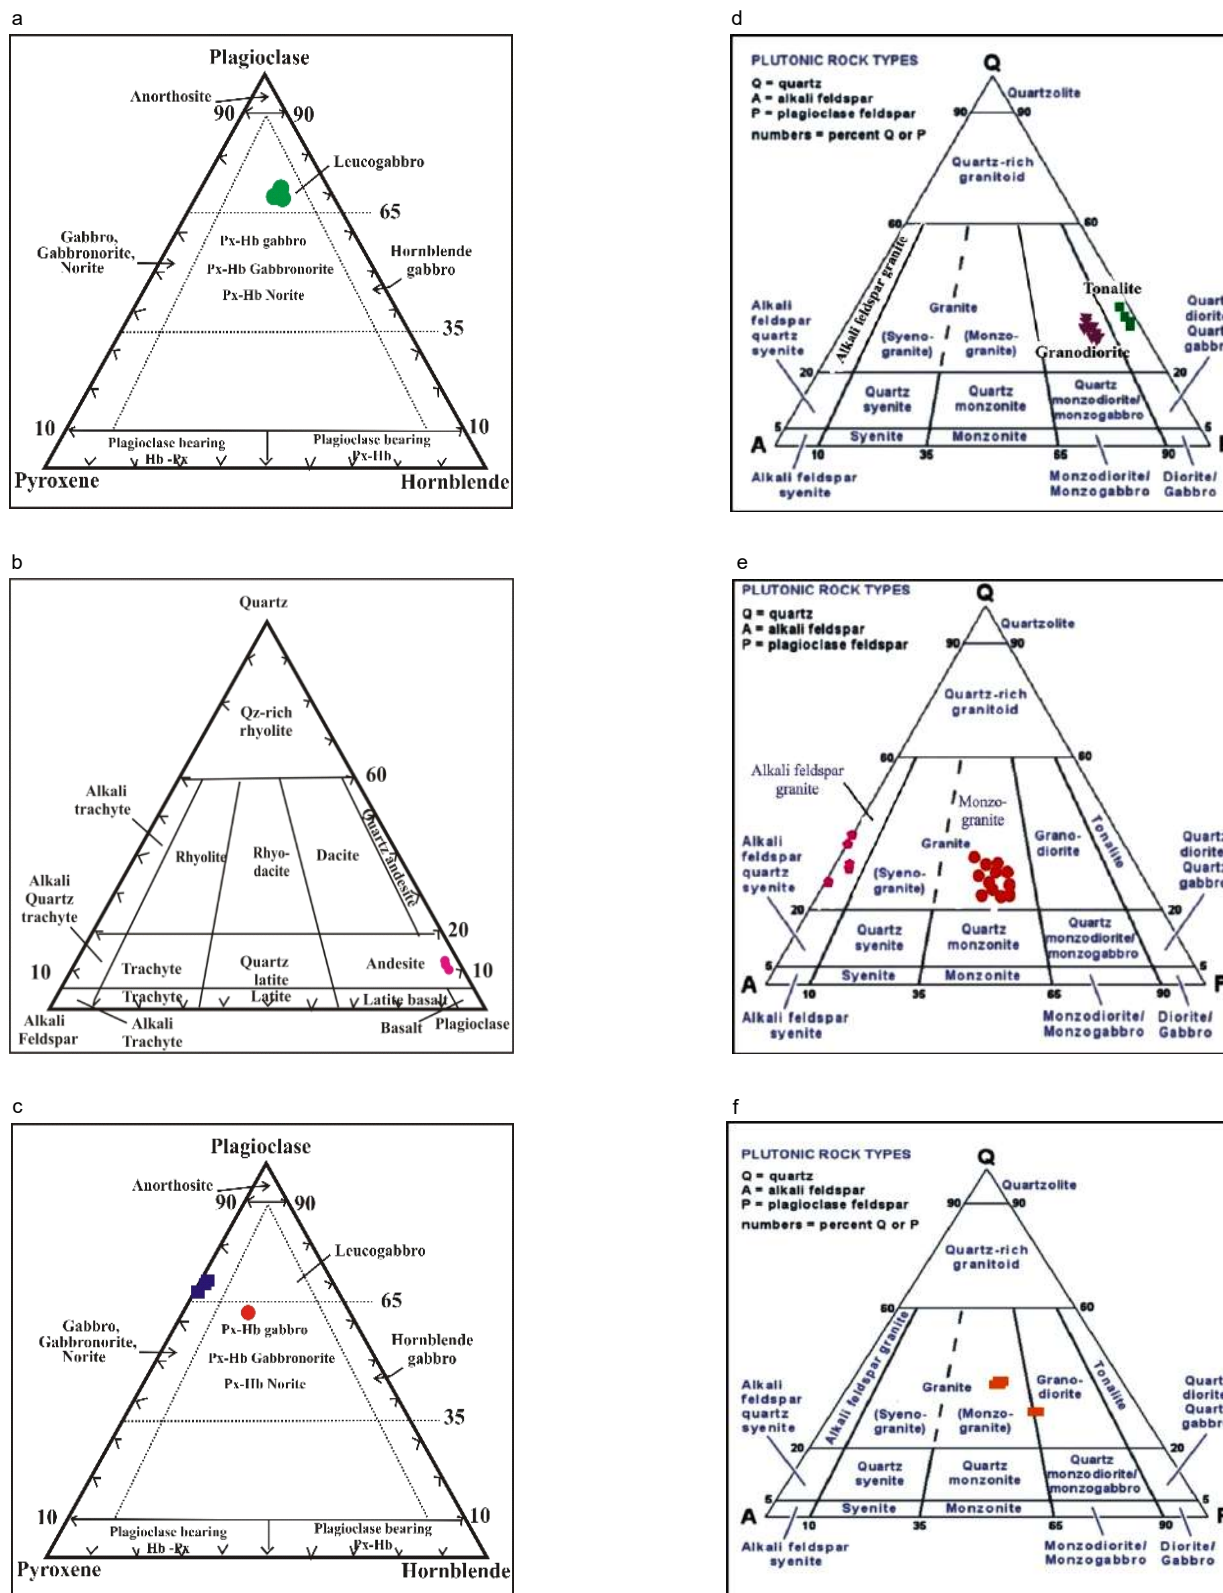 a
Plagioclase
Anorthosite
90
90
Leucogabbro
65
Gabbro,
Gabbronorite,
Norite
Px-Hb gabbro
Px-Hb Gabbronorite
Px-Hb Norite
Hornblende
gabbro
35
10
10
Plagioclase bearing
Hb -Px
Plagioclase bearing
Px-Hb
Pyroxene
Hornblende
b
Quartz
Qz-rich
rhyolite
60
Alkali
trachyte
Rhyolite
Rhyo-
dacite
Dacite
Quartz andesite
Alkali
Quartz
trachyte
20
10
10
Trachyte
Quartz
latite
Andesite
Trachyte
Latite
Latite basalt
Alkali
Feldspar
Alkali
Trachyte
Basalt
Plagioclase
c
Plagioclase
Anorthosite
90
90
Leucogabbro
65
Gabbro,
Gabbronorite,
Norite
Px-Hb gabbro
Px-Hb Gabbronorite
Px-Hb Norite
Hornblende
gabbro
35
10
10
Plagioclase bearing
Hb -Px
Plagioclase bearing
Px-Hb
Pyroxene
Hornblende
d
PLUTONIC ROCK TYPES
Q = quartz
A = alkali feldspar
P = plagioclase feldspar
numbers = percent Q or P
Q
Quartzolite
90
90
Quartz-rich
granitoid
60
60
Alkali feldspar granite
Tonalite
Alkali
feldspar
quartz
syenite
Granite
(Syeno-
granite)
(Monzo-
granite)
Granodiorite
Quart
diorite
Quar
gabb
20
20
Quartz
syenite
Quartz
monzonite
Quartz
monzodiorite/
monzogabbro
5
5
A
Syenite
Monzonite
10
35
65
90
Alkali feldspar
syenite
Monzodiorite/
Monzogabbro
Diorite/
Gabbro
e
PLUTONIC ROCK TYPES
Q = quartz
A = alkali feldspar
P = plagioclase feldspar
Q
Quartzolite
90
90
Quartz-rich
granitoid
60
60
Alkali feldspar
granite
Monzo-
granite
Tonalite
Alkali
feldspar
quartz
syenite
Granite
(Syeno-
granite)
Grano-
diorite
Quart
diorite
Quar
gabb
20
20
Quartz
syenite
Quartz
monzonite
Quartz
monzodiorite/
monzogabbro
5
5
A
Syenite
Monzonite
10
35
65
90
Alkali feldspar
syenite
Monzodiorite/
Monzogabbro
Diorite/
Gabbro
f
PLUTONIC ROCK TYPES
Q = quartz
A = alkali feldspar
P = plagioclase feldspar
numbers = percent Q or P
Q
Quartzolite
90
90
Quartz-rich
granitoid
60
60
Alkali feldspar granite
Tonalite
Alkali
feldspar
quartz
syenite
Granite
(Syeno-
granite)
(Monzo-
granite)
Grano-
diorite
Quart
diorite
Quar
gabbr
20
20
Quartz
syenite
Quartz
monzonite
Quartz
monzodiorite/
monzogabbro
5
5
A
Syenite
Monzonite
10
35
65
90
Alkali feldspar
syenite
Monzodiorite/
Monzogabbro
Diorite/
Gabbro